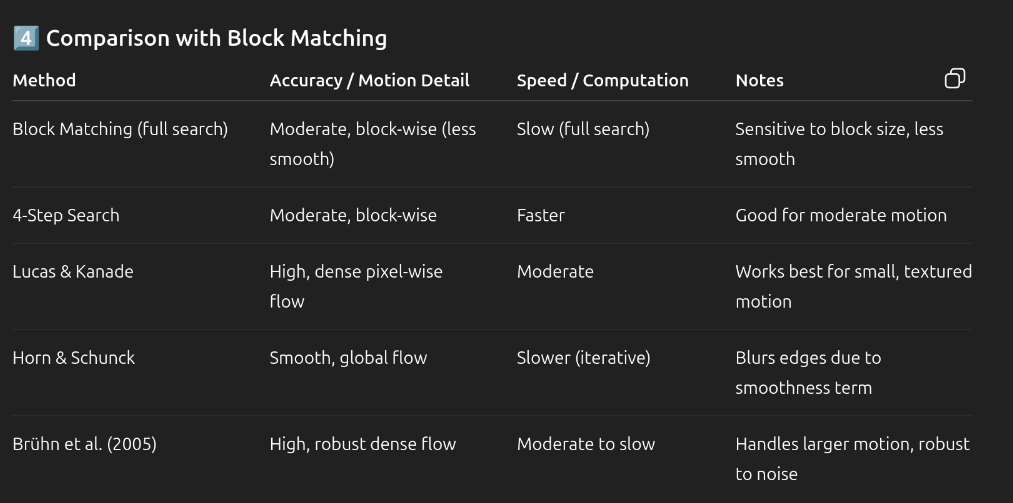 4 Comparison with Block Matching
Method Accuracy / Motion Detail Speed / Computation Notes
Block Matching (full search) Moderate, block-wise (less Slow (full search) Sensitive to block size, less
smooth) smooth
4-Step Search Moderate, block-wise Faster Good for moderate motion
Lucas & Kanade High, dense pixel-wise Moderate Works best for small, textured
flow motion
Horn & Schunck Smooth, global flow Slower (iterative) Blurs edges due to
smoothness term
Brühn et al. (2005) High, robust dense flow Moderate to slow Handles larger motion, robust
to noise